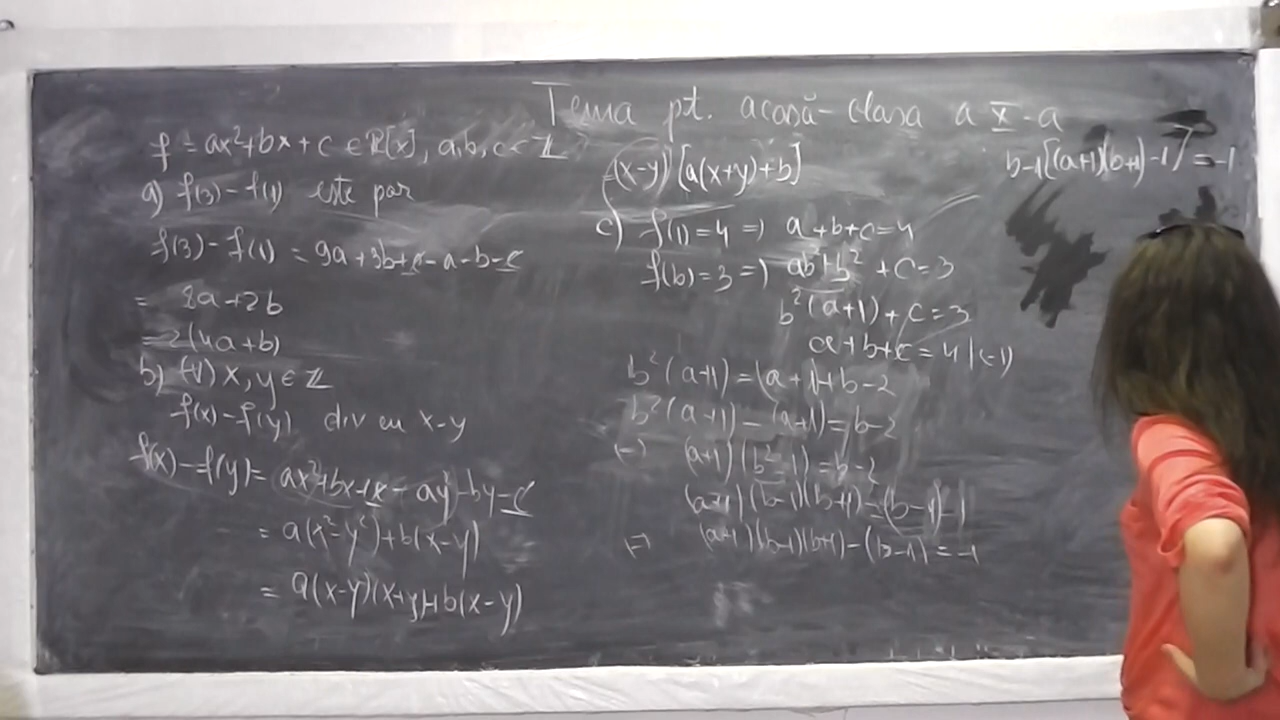 Tema pt. acasă - clasa a X-a
f = ax²+bx+c ∈ R[x], a,b,c ∈ Z
a) f(3)-f(1) este par
f(3)-f(1) = 9a+3b+c-a-b-c
= 8a+2b
= 2(4a+b)
b) (∀) x,y ∈ Z
f(x)-f(y) div cu x-y
f(x)-f(y) = ax²+bx+c-ay²-by-c
= a(x²-y²)+b(x-y)
= a(x-y)(x+y)+b(x-y)
=(x-y)[a(x+y)+b]
c) f(1)=4 => a+b+c=4
f(b)=3 => ab²+b²+c=3
b²(a+1)+c=3
a+b+c=4 |(-1)
b²(a+1)=(a+1)+b-2
b²(a+1)-(a+1)=b-2
(=) (a+1)(b²-1)=b-2
(a+1)(b-1)(b+1)=(b-1)-1
(=) (a+1)(b-1)(b+1)-(b-1)=-1
b-1[(a+1)(b+1)-1]=-1